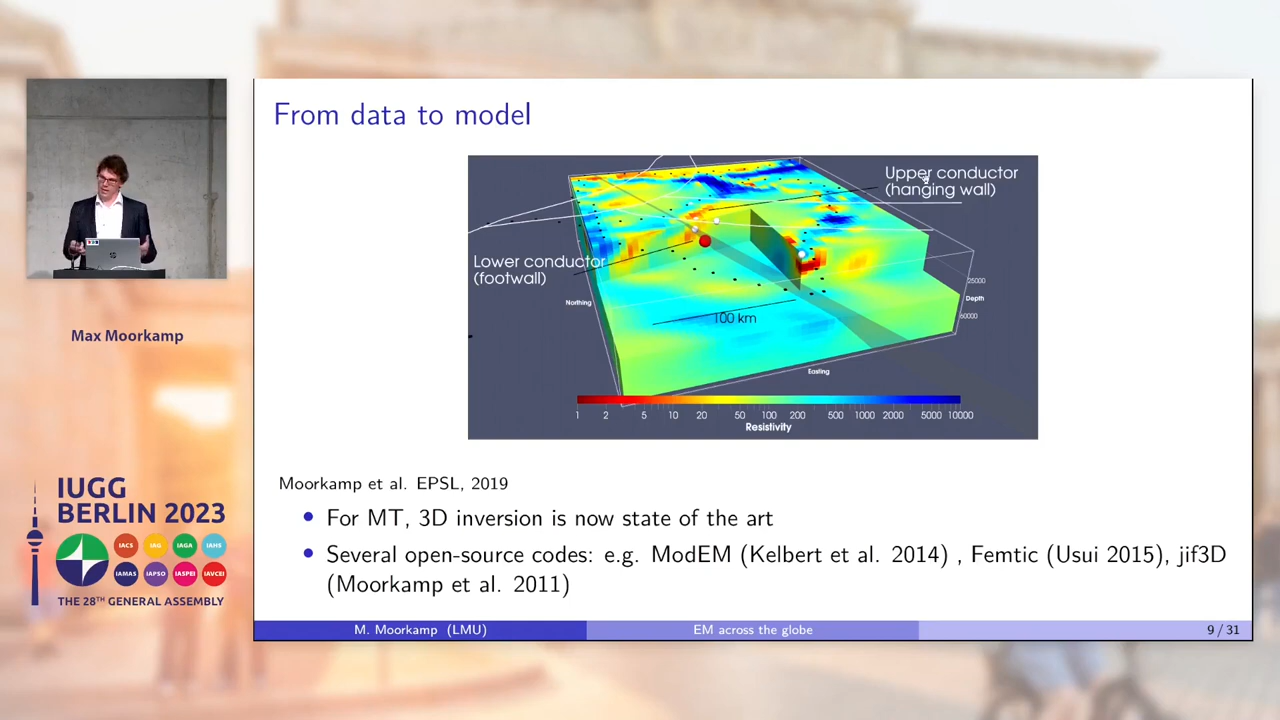 From data to model
Upper conductor
(hanging wall)
Lower conductor
(footwall)
25000
Depth
Northing
60000
100 km
Easting
1 2 5 10 20 50 100 200 500 1000 2000 5000 10000
Resistivity
Max Moorkamp
Moorkamp et al. EPSL, 2019
• For MT, 3D inversion is now state of the art
• Several open-source codes: e.g. ModEM (Kelbert et al. 2014) , Femtic (Usui 2015), jif3D
(Moorkamp et al. 2011)
IUGG
BERLIN 2023
IACS IAG IAGA IAHS
IAMAS IAPSO IASPEI IAVCEI
THE 28TH GENERAL ASSEMBLY
M. Moorkamp (LMU) EM across the globe 9 / 31